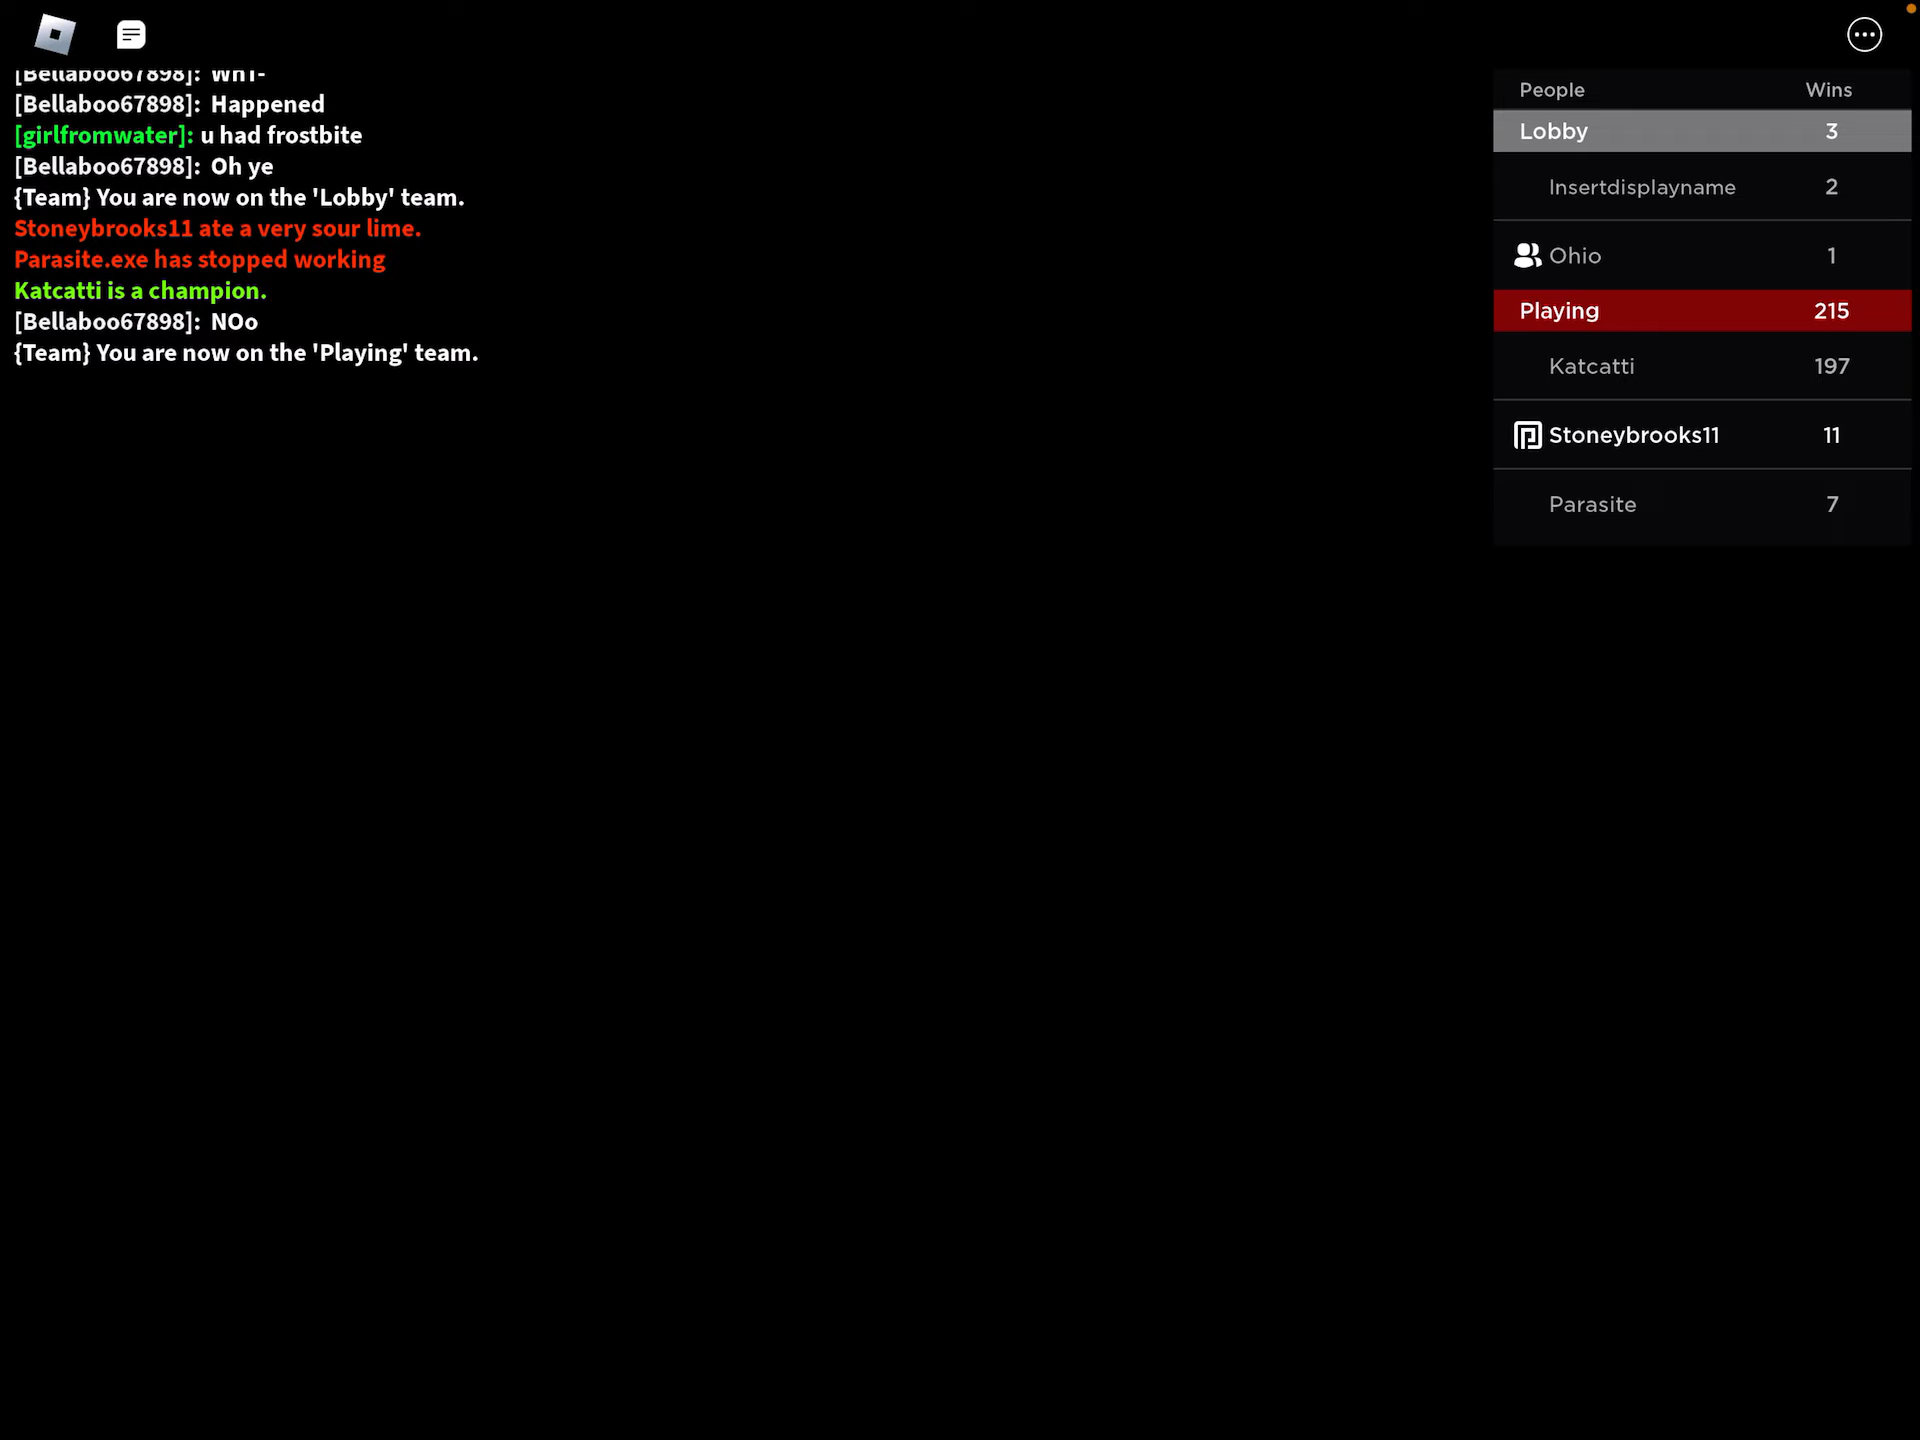 [Bellaboo67898]: WhT-
[Bellaboo67898]: Happened
[girlfromwater]: u had frostbite
[Bellaboo67898]: Oh ye
{Team} You are now on the 'Lobby' team.
Stoneybrooks11 ate a very sour lime.
Parasite.exe has stopped working
Katcatti is a champion.
[Bellaboo67898]: NOo
{Team} You are now on the 'Playing' team.
People Wins
Lobby 3
Insertdisplayname 2
Ohio 1
Playing 215
Katcatti 197
Stoneybrooks11 11
Parasite 7